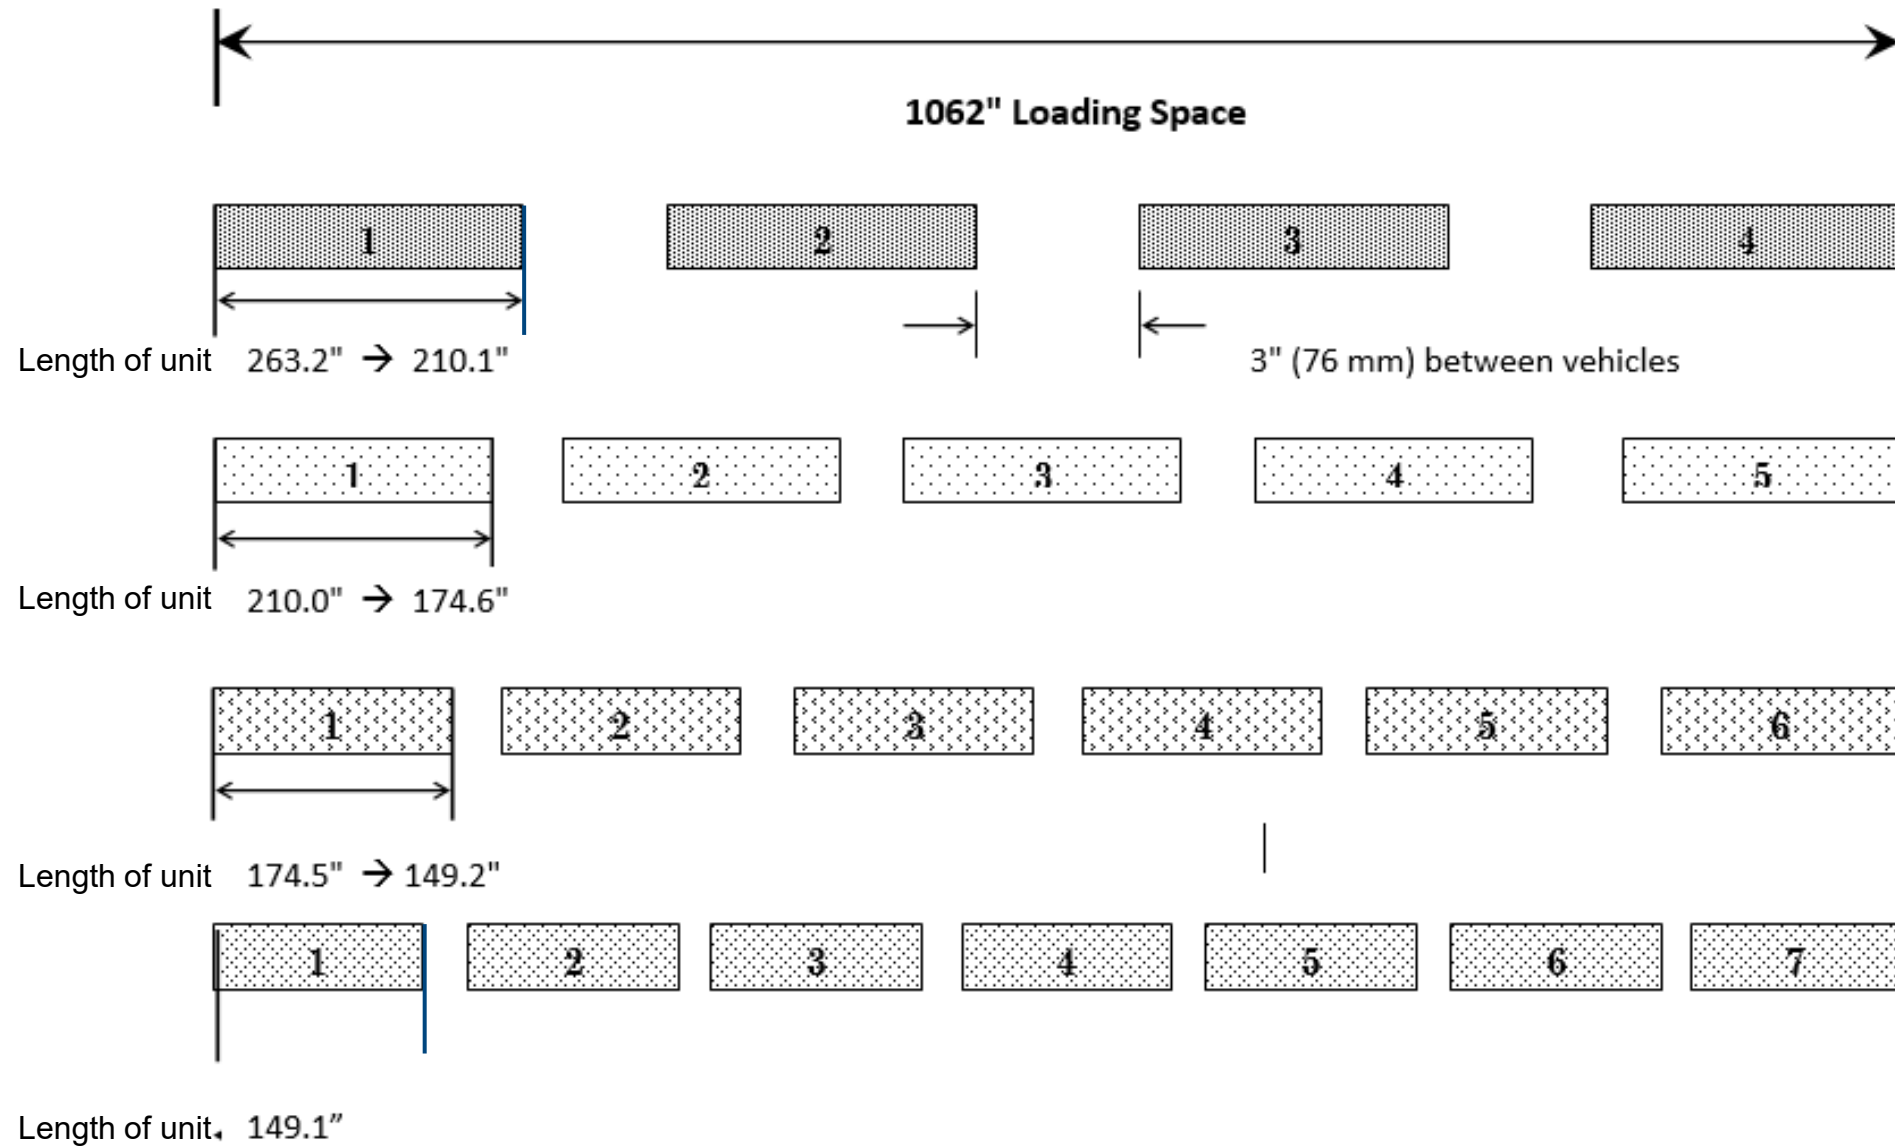 1062" Loading Space
1 2 3 4
Length of unit 263.2" → 210.1" 3" (76 mm) between vehicles
1 2 3 4 5
Length of unit 210.0" → 174.6"
1 2 3 4 5 6
Length of unit 174.5" → 149.2"
1 2 3 4 5 6 7
Length of unit 149.1”